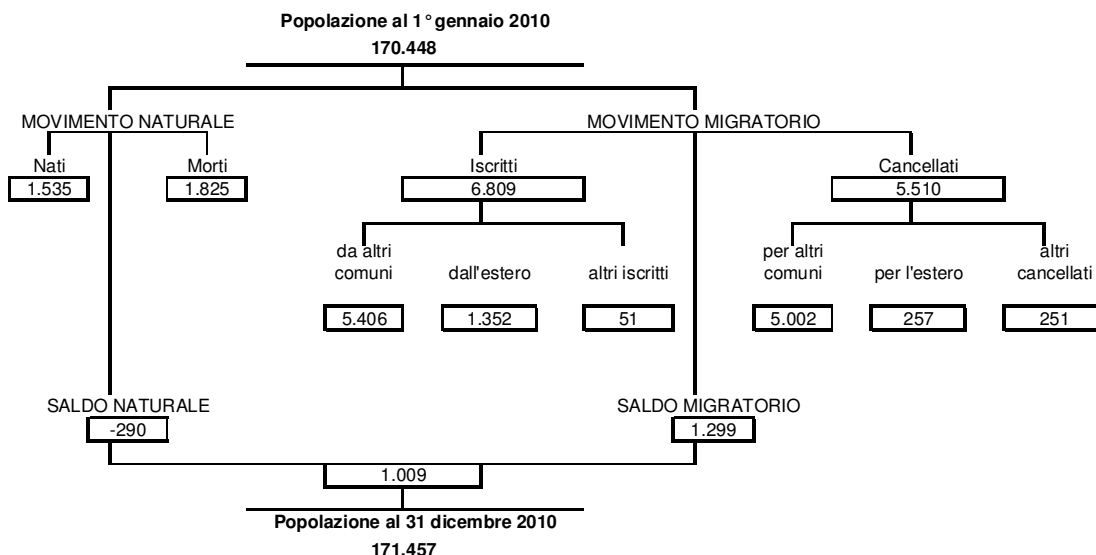 Popolazione al 1° gennaio 2010
170.448
MOVIMENTO NATURALE
MOVIMENTO MIGRATORIO
Nati
Morti
Iscritti
Cancellati
1.535
1.825
6.809
5.510
da altri
comuni
dall'estero
altri iscritti
per altri
comuni
per l'estero
altri
cancellati
5.406
1.352
51
5.002
257
251
SALDO NATURALE
SALDO MIGRATORIO
-290
1.299
1.009
Popolazione al 31 dicembre 2010
171.457